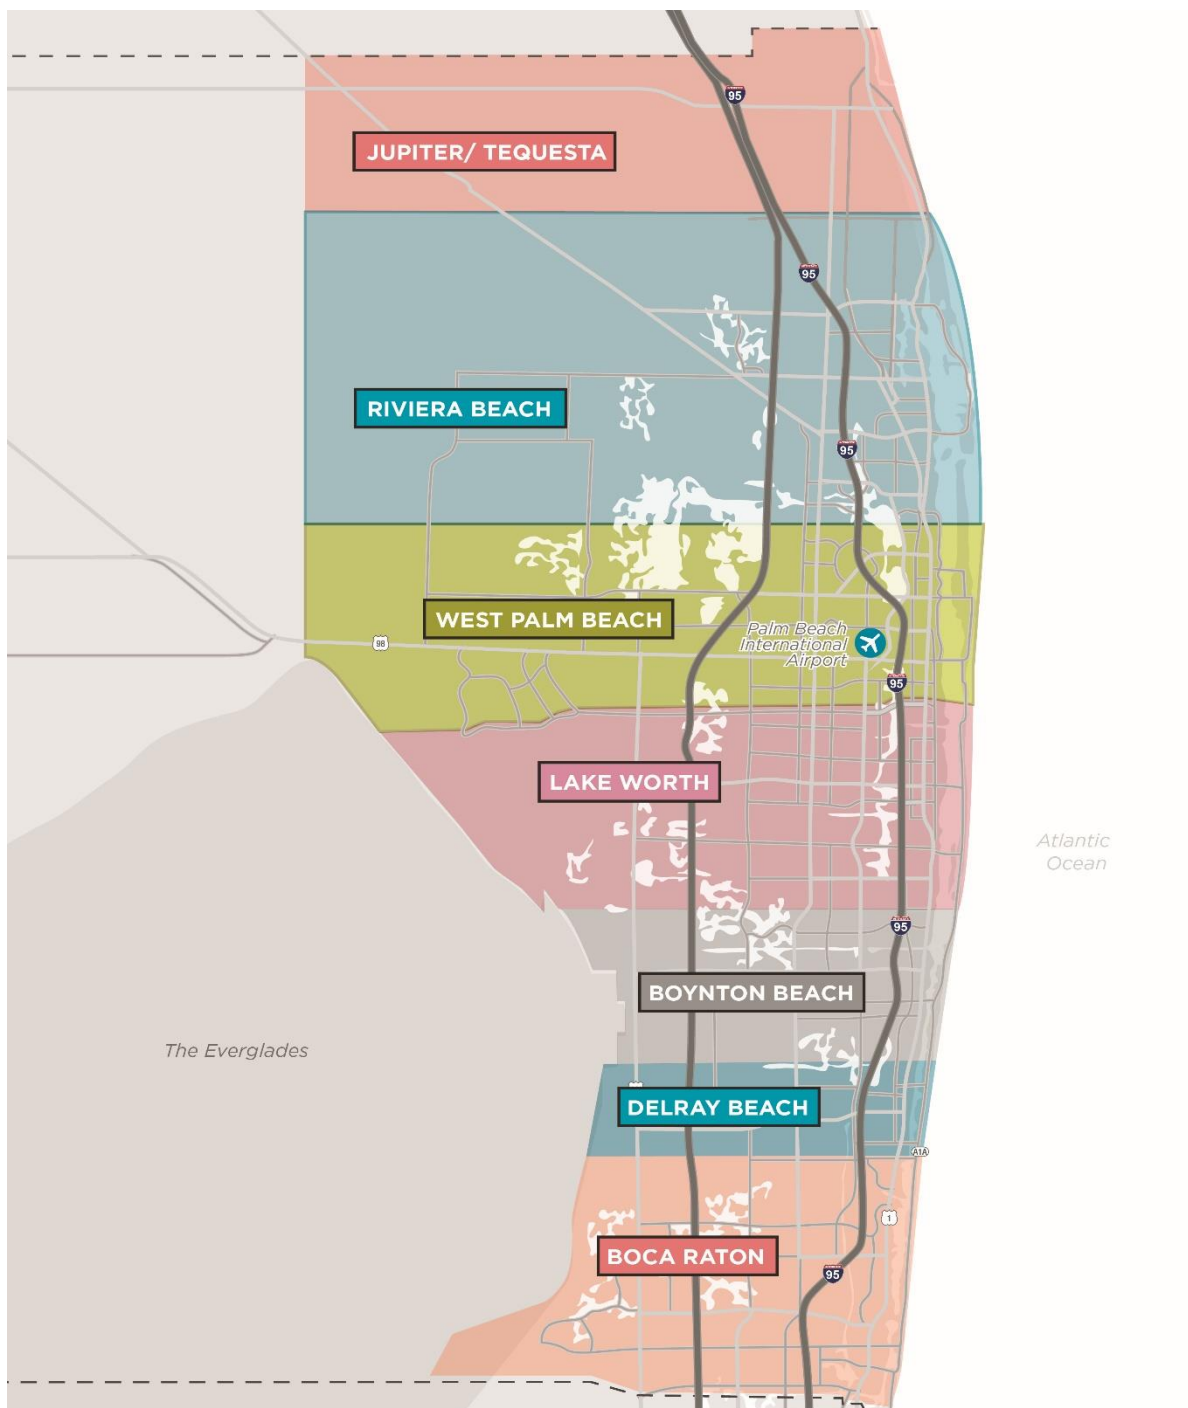 95
JUPITER/ TEQUESTA
95
RIVIERA BEACH
95
WEST PALM BEACH
Palm Beach
International
Airport
98
95
LAKE WORTH
Atlantic
Ocean
95
BOYNTON BEACH
The Everglades
DELRAY BEACH
A1A
1
BOCA RATON
95